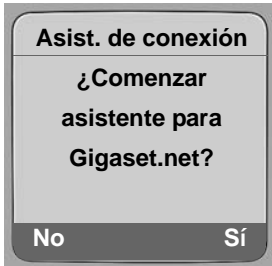 Asist. de conexión
¿Comenzar
asistente para
Gigaset.net?
No Sí